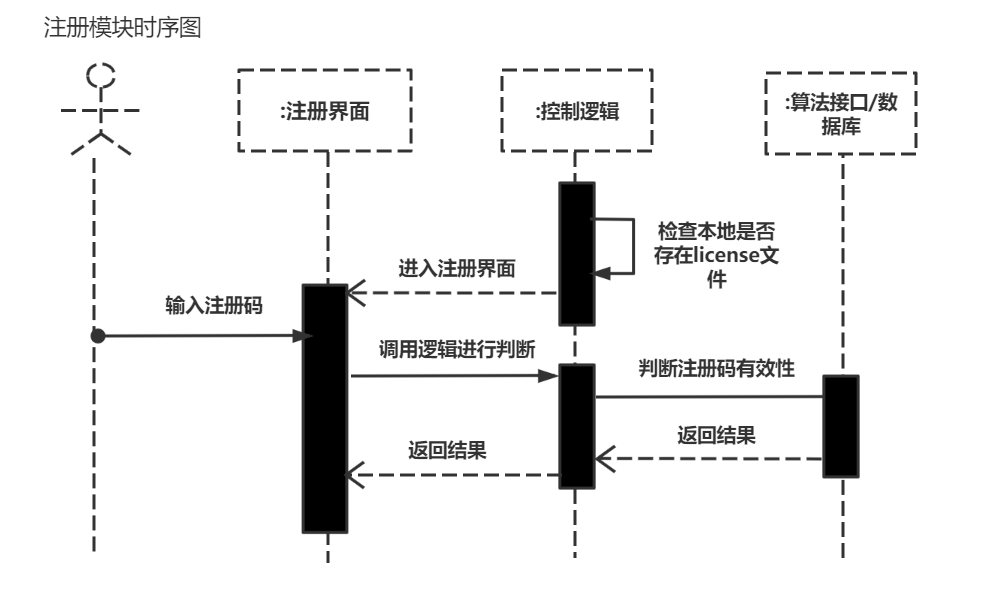 注册模块时序图
:注册界面
:控制逻辑
:算法接口/数
据库
检查本地是否
存在license文
件
进入注册界面
输入注册码
调用逻辑进行判断
判断注册码有效性
返回结果
返回结果